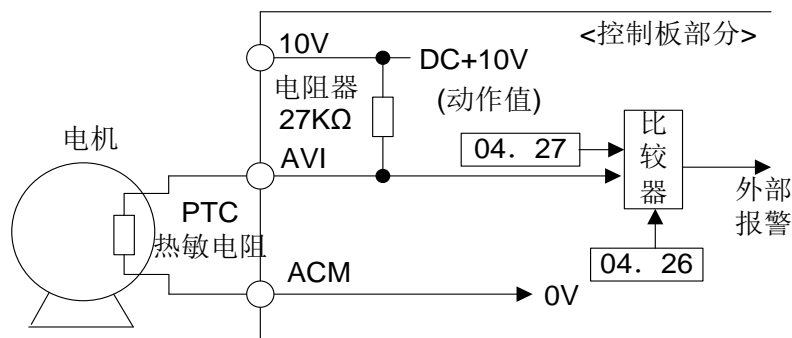 <控制板部分>
10V
DC+10V
电阻器
27KΩ
(动作值)
电机
04. 27
比
较
器
AVI
PTC
热敏电阻
外部
报警
04. 26
ACM
0V